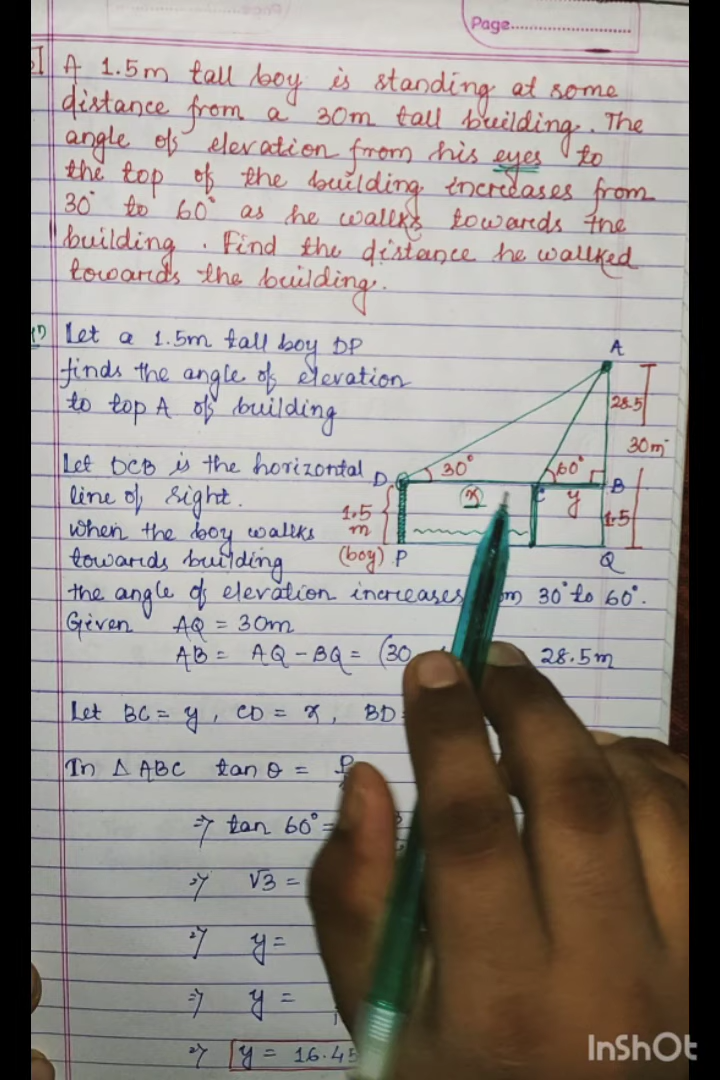 Page
A 1.5m tall boy is standing at some
distance from a 30m tall building. The
angle of elevation from his eyes to
the top of the building increases from
30° to 60° as he walks towards the
building. Find the distance he walked
towards the building.
Let a 1.5m tall boy DP
finds the angle of elevation
to top A of building
Let DCB is the horizontal
line of sight.
when the boy walks
towards building
the angle of elevation increases 30° to 60°.
A
28.5
30m
D 30° 60° B
x C y
1.5 m 1.5
(boy) P Q
Given AQ = 30m
AB = AQ - BQ = (30 28.5m
Let BC = y, CD = x, BD
In △ ABC tan θ = P
⇒ tan 60° =
⇒ √3 =
⇒ y =
⇒ y =
⇒ y = 16.45
InShOt